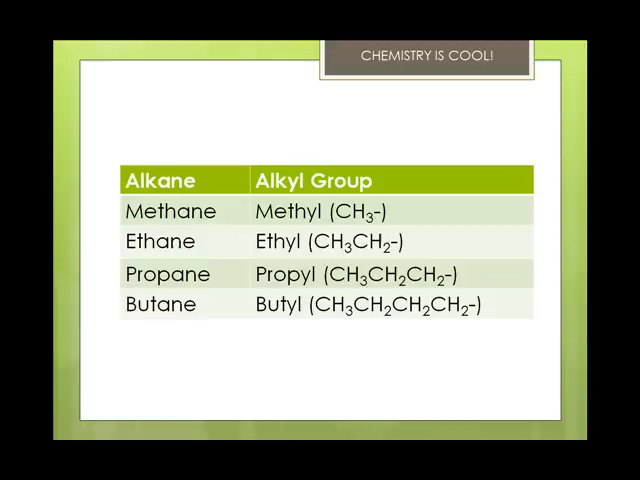 CHEMISTRY IS COOL!
Alkane Alkyl Group
Methane Methyl (CH₃-)
Ethane Ethyl (CH₃CH₂-)
Propane Propyl (CH₃CH₂CH₂-)
Butane Butyl (CH₃CH₂CH₂CH₂-)